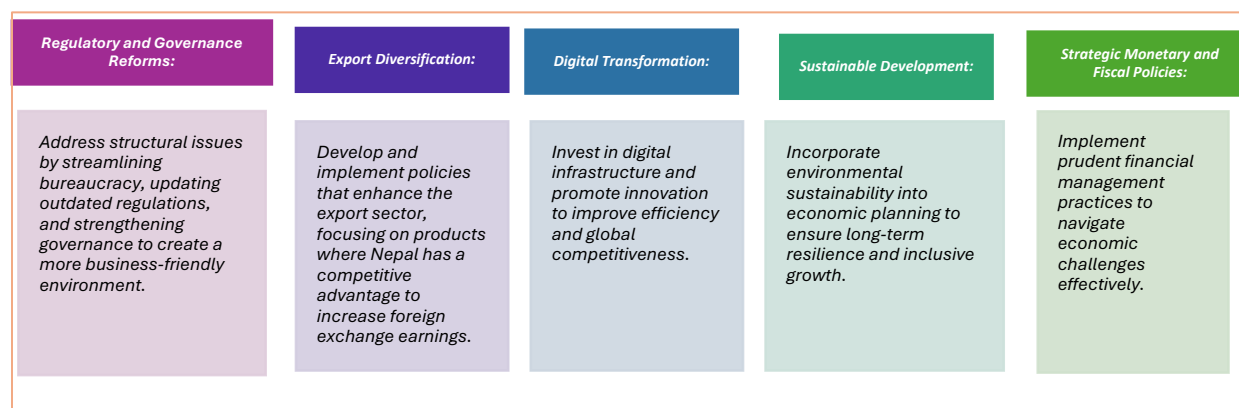 Regulatory and Governance
Reforms:
Address structural issues
by streamlining
bureaucracy, updating
outdated regulations,
and strengthening
governance to create a
more business-friendly
environment.
Export Diversification:
Develop and
implement policies
that enhance the
export sector,
focusing on products
where Nepal has a
competitive
advantage to
increase foreign
exchange earnings.
Digital Transformation:
Invest in digital
infrastructure and
promote innovation
to improve efficiency
and global
competitiveness.
Sustainable Development:
Incorporate
environmental
sustainability into
economic planning to
ensure long-term
resilience and inclusive
growth.
Strategic Monetary and
Fiscal Policies:
Implement
prudent financial
management
practices to
navigate
economic
challenges
effectively.